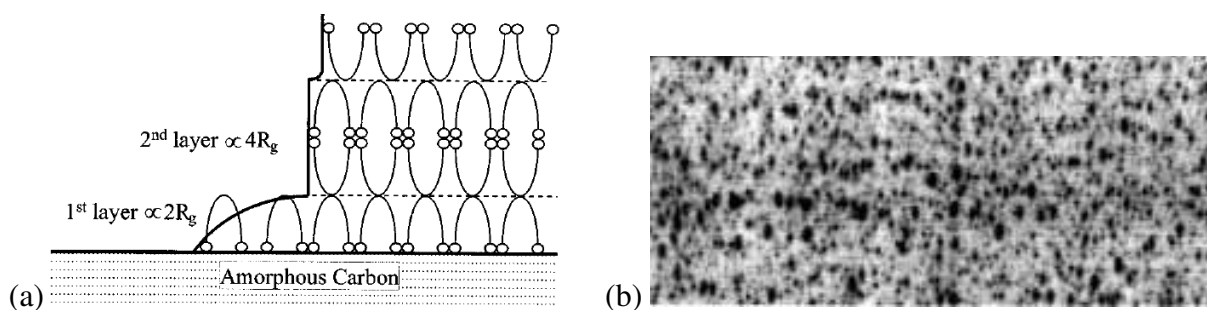 2nd layer ∝4Rg
1st layer ∝2Rg
Amorphous Carbon
(a)
(b)